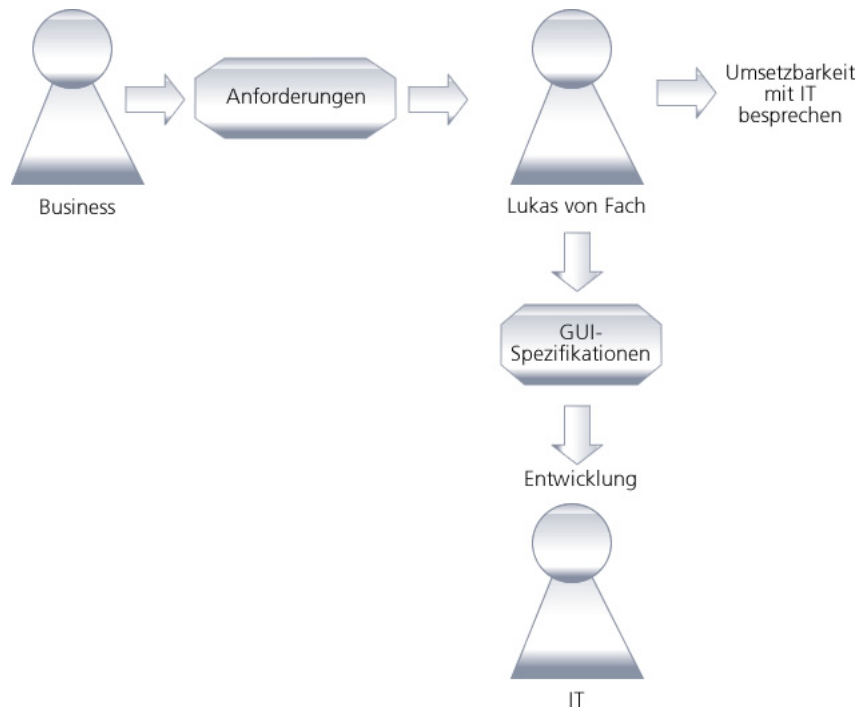 Anforderungen
Umsetzbarkeit
mit IT
besprechen
Business
Lukas von Fach
GUI-
Spezifikationen
Entwicklung
IT